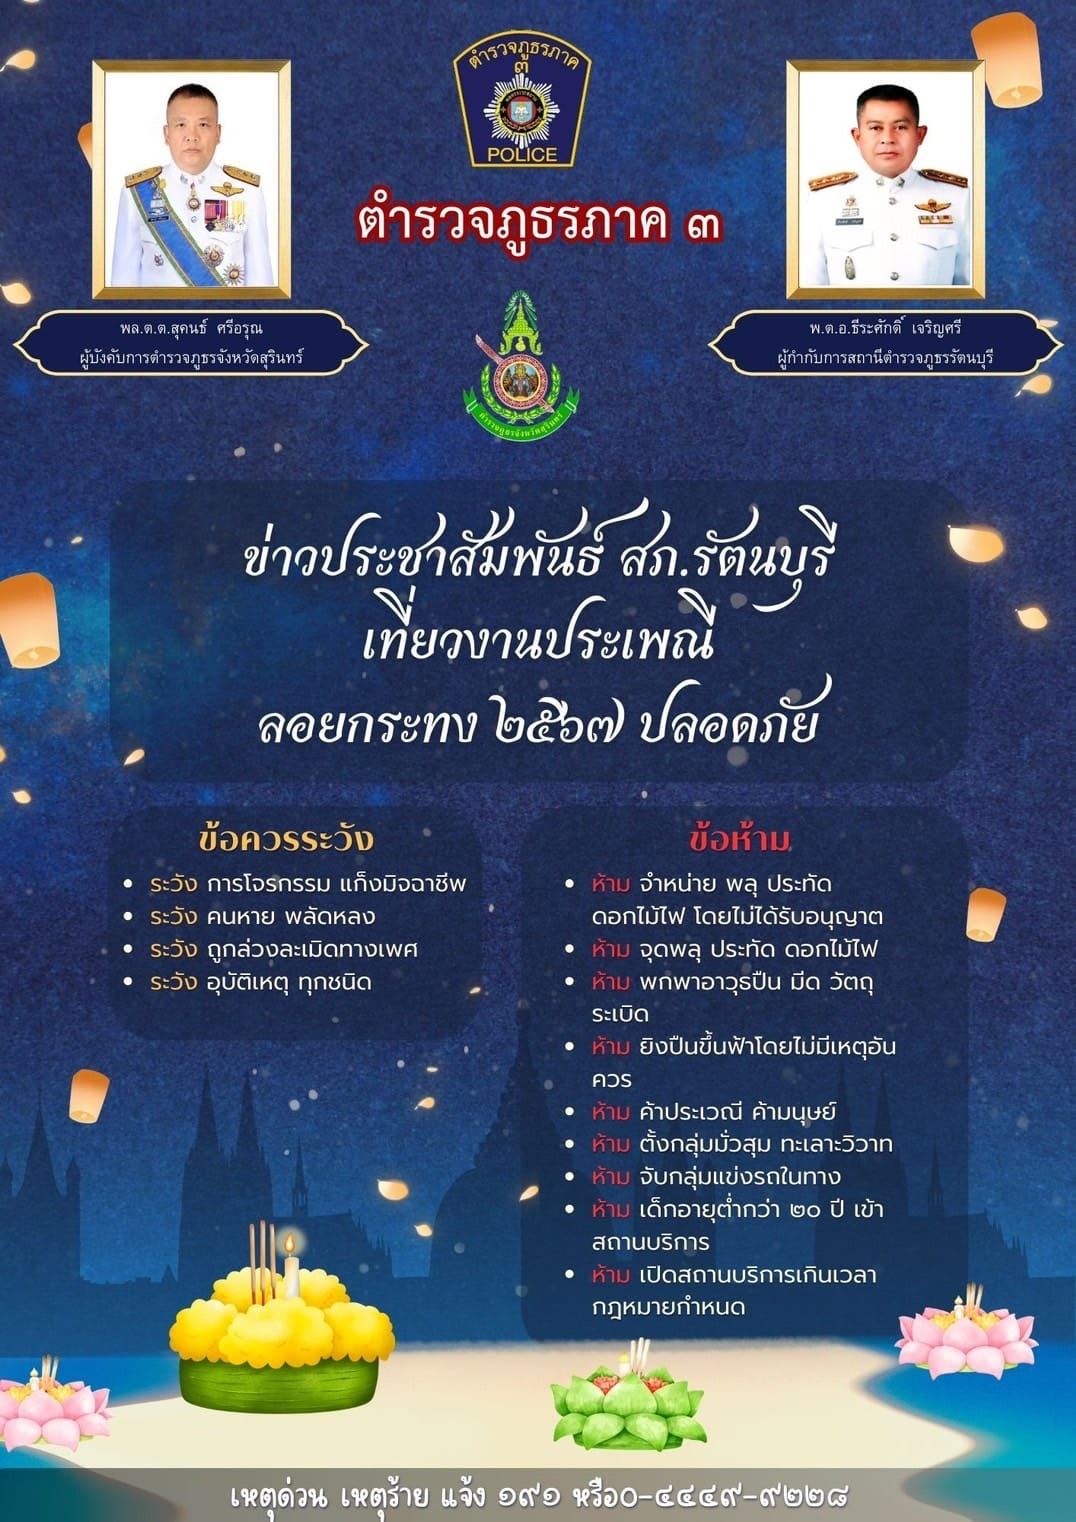 ตำรวจภูธรภาค
๓
POLICE
ตำรวจภูธรภาค ๓
พล.ต.ต.สุคนธ์ ศรีอรุณ
ผู้บังคับการตำรวจภูธรจังหวัดสุรินทร์
พ.ต.อ.ธีระศักดิ์ เจริญศรี
ผู้กำกับการสถานีตำรวจภูธรรัตนบุรี
ตำรวจภูธรจังหวัดสุรินทร์
ข่าวประชาสัมพันธ์ สภ.รัตนบุรี
เที่ยวงานประเพณี
ลอยกระทง ๒๕๖๗ ปลอดภัย
ข้อควรระวัง
• ระวัง การโจรกรรม แก็งมิจฉาชีพ
• ระวัง คนหาย พลัดหลง
• ระวัง ถูกล่วงละเมิดทางเพศ
• ระวัง อุบัติเหตุ ทุกชนิด
ข้อห้าม
• ห้าม จำหน่าย พลุ ประทัด
ดอกไม้ไฟ โดยไม่ได้รับอนุญาต
• ห้าม จุดพลุ ประทัด ดอกไม้ไฟ
• ห้าม พกพาอาวุธปืน มีด วัตถุ
ระเบิด
• ห้าม ยิงปืนขึ้นฟ้าโดยไม่มีเหตุอัน
ควร
• ห้าม ค้าประเวณี ค้ามนุษย์
• ห้าม ตั้งกลุ่มมั่วสุม ทะเลาะวิวาท
• ห้าม จับกลุ่มแข่งรถในทาง
• ห้าม เด็กอายุต่ำกว่า ๒๐ ปี เข้า
สถานบริการ
• ห้าม เปิดสถานบริการเกินเวลา
กฎหมายกำหนด
เหตุด่วน เหตุร้าย แจ้ง ๑๙๑ หรือ๐-๔๔๔๙-๙๒๒๘